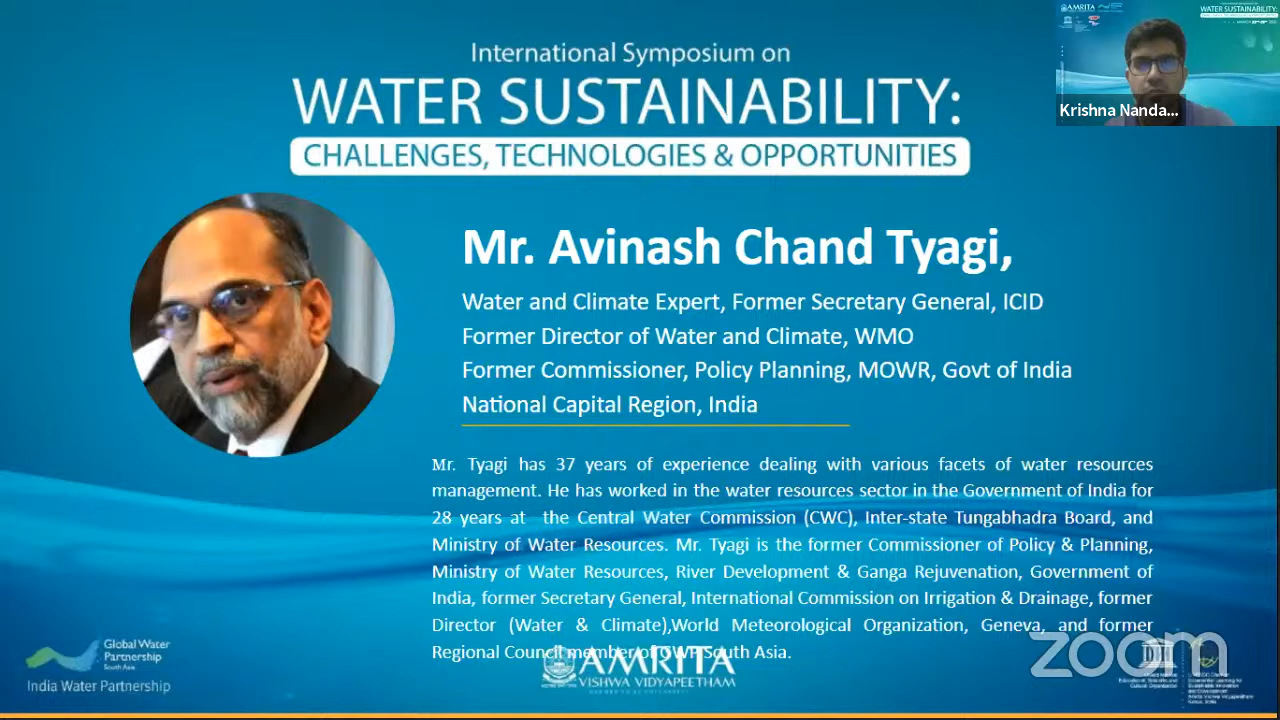 International Symposium on
WATER SUSTAINABILITY:
CHALLENGES, TECHNOLOGIES & OPPORTUNITIES
AMRITA
WATER SUSTAINABILITY:
Krishna Nanda...
Mr. Avinash Chand Tyagi,
Water and Climate Expert, Former Secretary General, ICID
Former Director of Water and Climate, WMO
Former Commissioner, Policy Planning, MOWR, Govt of India
National Capital Region, India
Mr. Tyagi has 37 years of experience dealing with various facets of water resources
management. He has worked in the water resources sector in the Government of India for
28 years at the Central Water Commission (CWC), Inter-state Tungabhadra Board, and
Ministry of Water Resources. Mr. Tyagi is the former Commissioner of Policy & Planning,
Ministry of Water Resources, River Development & Ganga Rejuvenation, Government of
India, former Secretary General, International Commission on Irrigation & Drainage, former
Director (Water & Climate),World Meteorological Organization, Geneva, and former
Regional Council member of GWP South Asia.
Global Water
Partnership
South Asia
India Water Partnership
AMRITA
VISHWA VIDYAPEETHAM
zoom